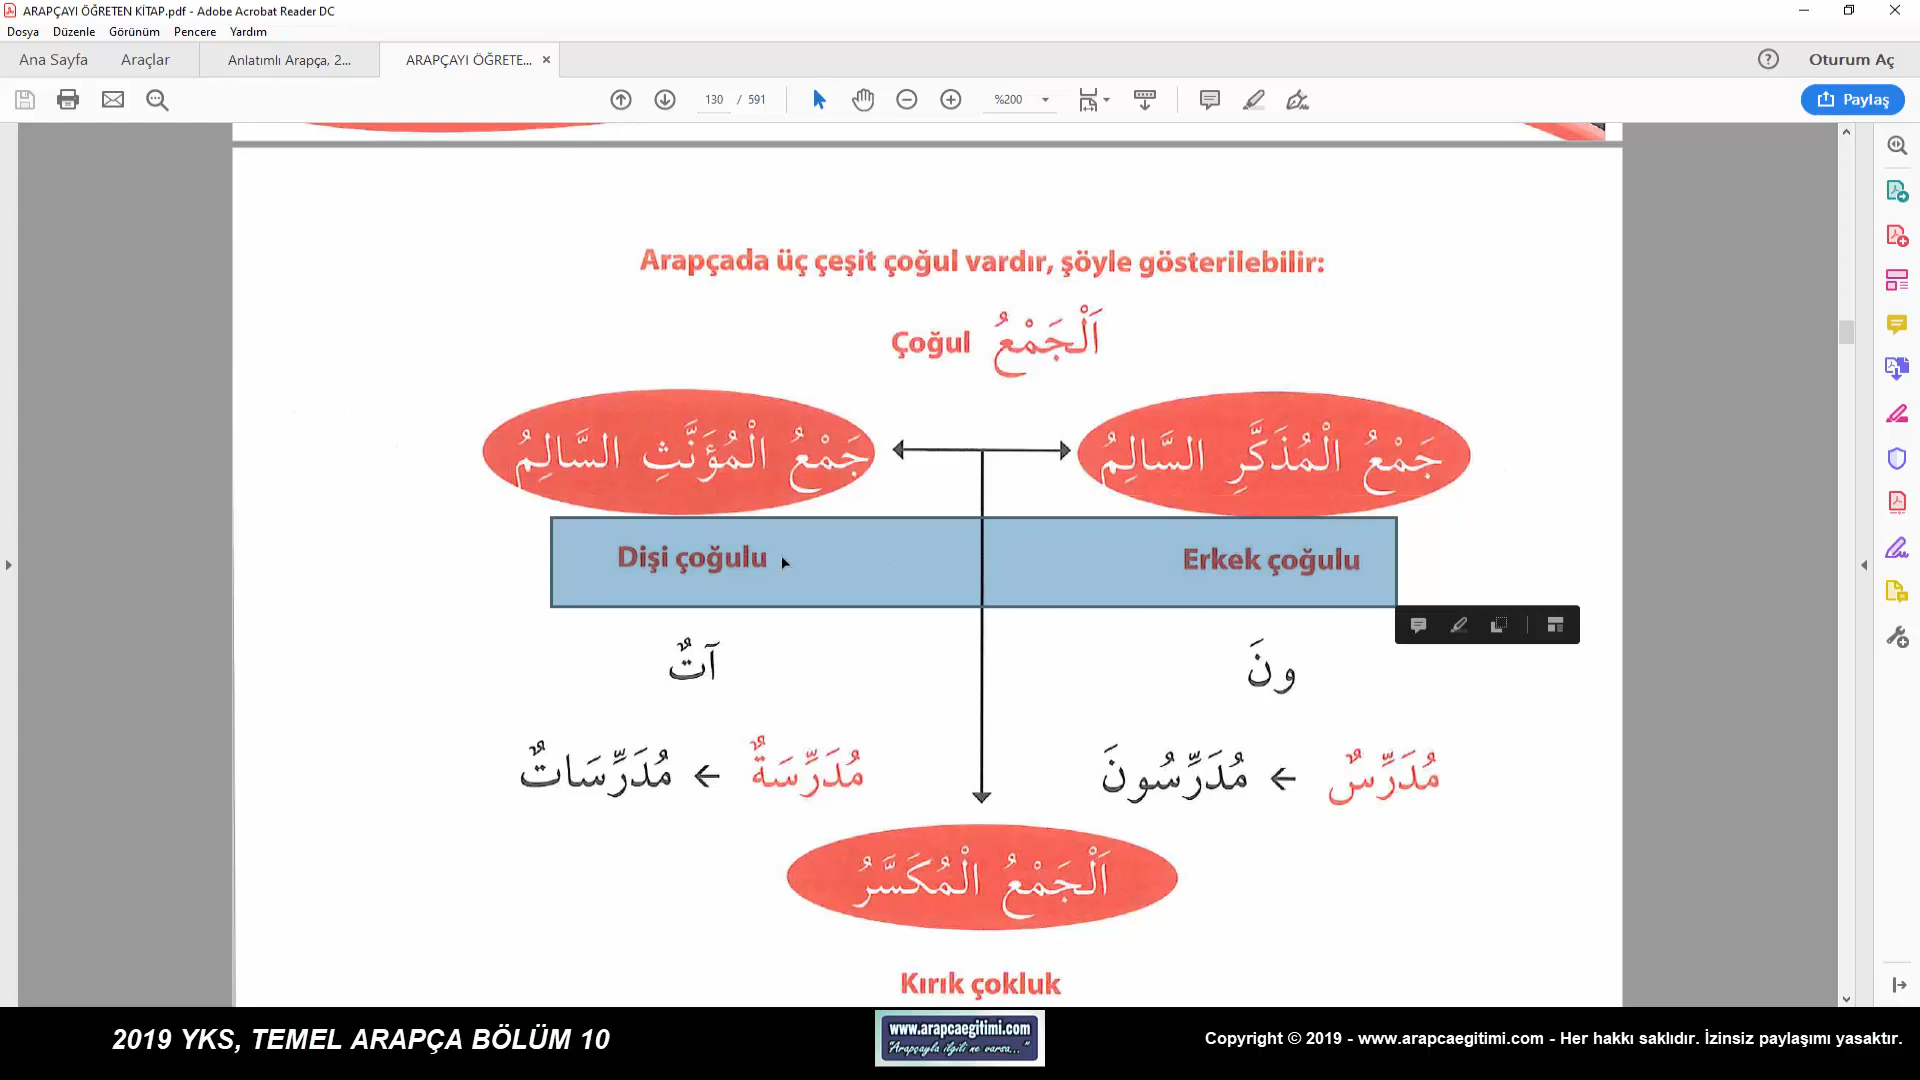 ARAPÇAYI ÖĞRETEN KİTAP.pdf - Adobe Acrobat Reader DC
Dosya Düzenle Görünüm Pencere Yardım
Ana Sayfa Araçlar Anlatımlı Arapça, 2... ARAPÇAYI ÖĞRETE... × Oturum Aç
130 / 591 %200 Paylaş
Arapçada üç çeşit çoğul vardır, şöyle gösterilebilir:
Çoğul اَلْجَمْعُ
جَمْعُ الْمُذَكَّرِ السَّالِمُ جَمْعُ الْمُؤَنَّثِ السَّالِمُ
Dişi çoğulu Erkek çoğulu
ونَ آتٌ
مُدَرِّسٌ ← مُدَرِّسُونَ مُدَرِّسَةٌ ← مُدَرِّسَاتٌ
اَلْجَمْعُ الْمُكَسَّرُ
Kırık çokluk
2019 YKS, TEMEL ARAPÇA BÖLÜM 10
www.arapcaegitimi.com
"Arapçayla ilgili ne varsa..."
Copyright © 2019 - www.arapcaegitimi.com - Her hakkı saklıdır. İzinsiz paylaşımı yasaktır.